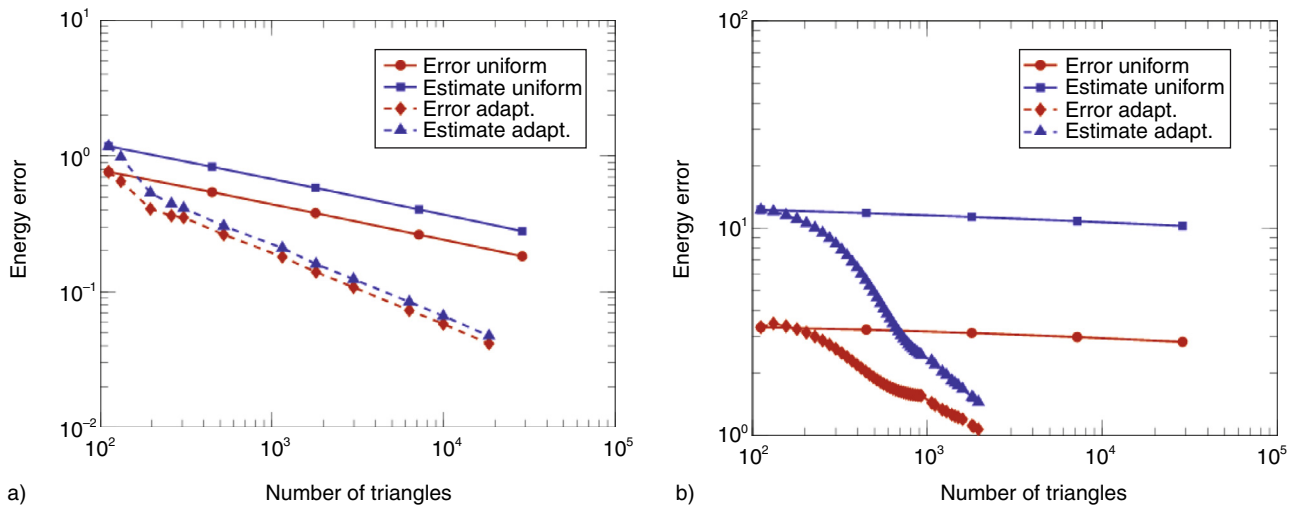 10^1
10^0
10^-1
10^-2
Energy error
Error uniform
Estimate uniform
Error adapt.
Estimate adapt.
10^2
10^3
10^4
10^5
Number of triangles
a)
10^2
10^1
10^0
Energy error
Error uniform
Estimate uniform
Error adapt.
Estimate adapt.
10^2
10^3
10^4
10^5
Number of triangles
b)